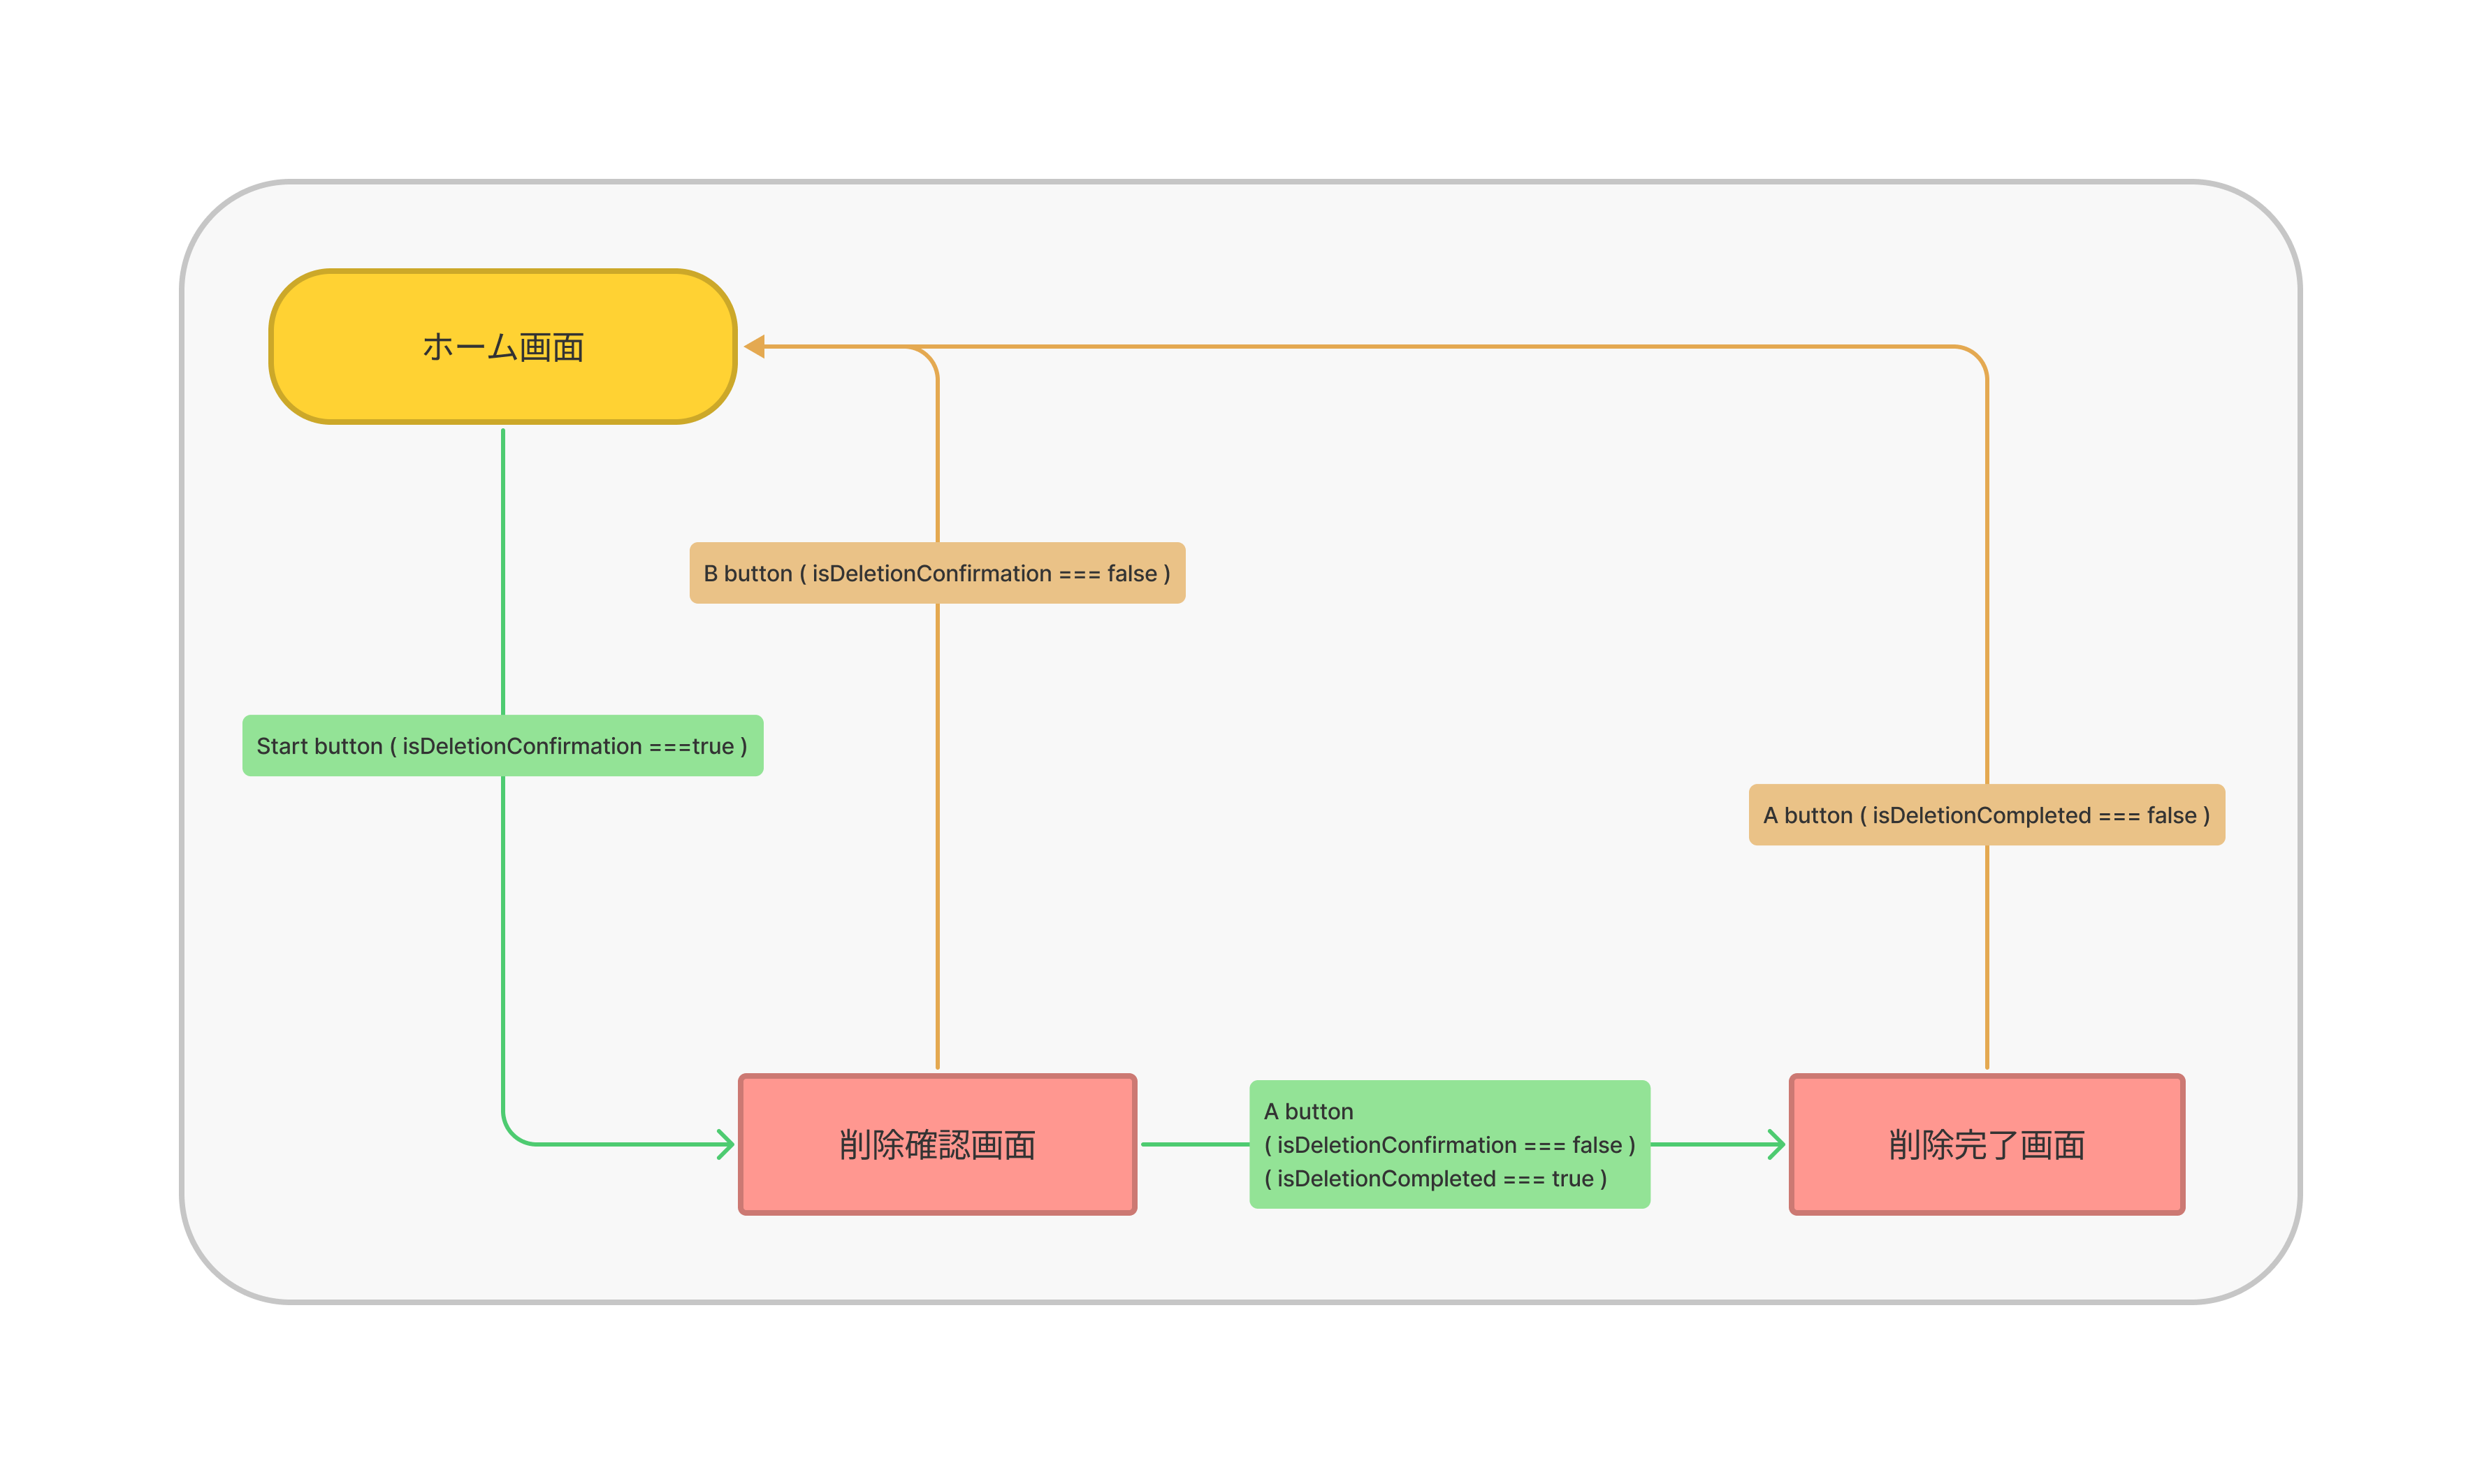 ホーム画面
B button ( isDeletionConfirmation === false )
Start button ( isDeletionConfirmation ===true )
A button ( isDeletionCompleted === false )
削除確認画面
A button
( isDeletionConfirmation === false )
( isDeletionCompleted === true )
削除完了画面